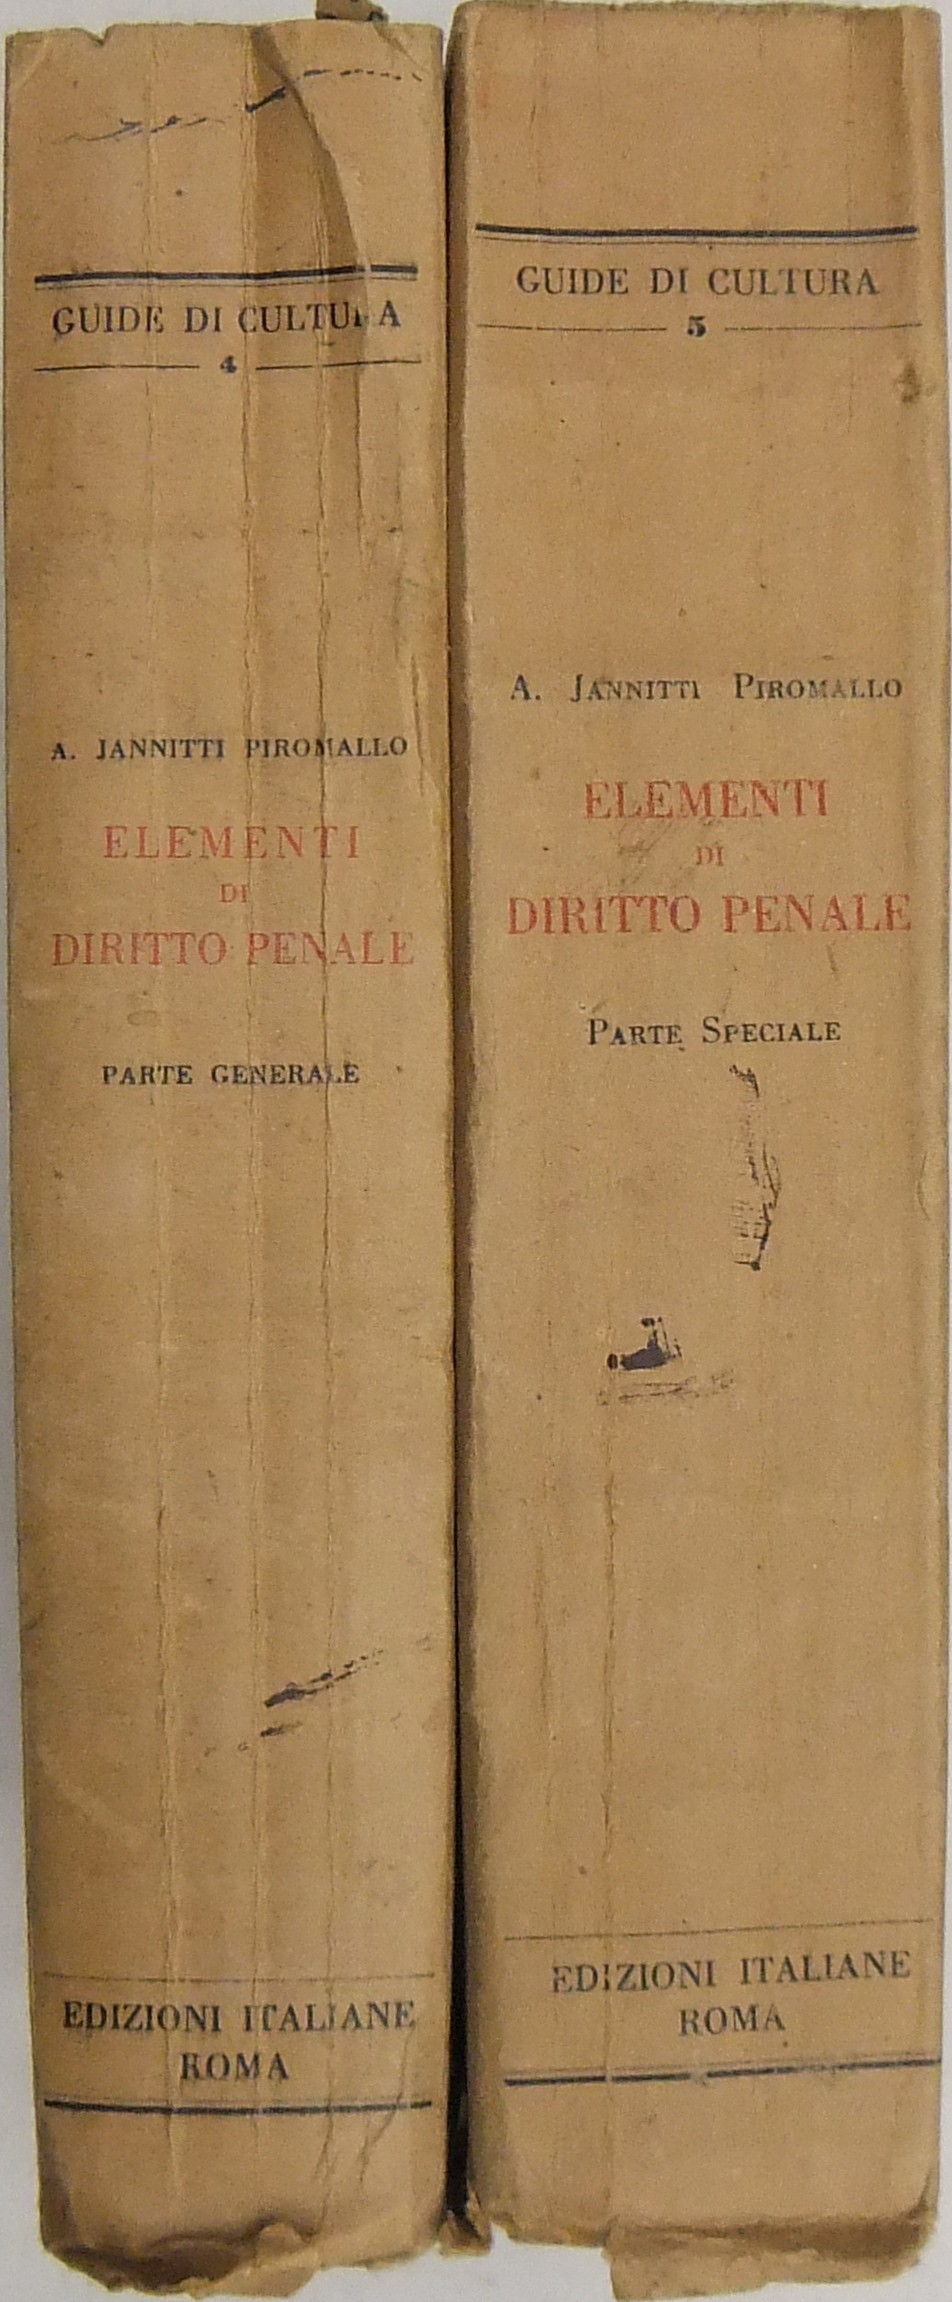 GUIDE DI CULTURA
4
A. JANNITTI PIROMALLO
ELEMENTI
DI
DIRITTO PENALE
PARTE GENERALE
EDIZIONI ITALIANE
ROMA
GUIDE DI CULTURA
5
A. JANNITTI PIROMALLO
ELEMENTI
DI
DIRITTO PENALE
PARTE SPECIALE
EDIZIONI ITALIANE
ROMA